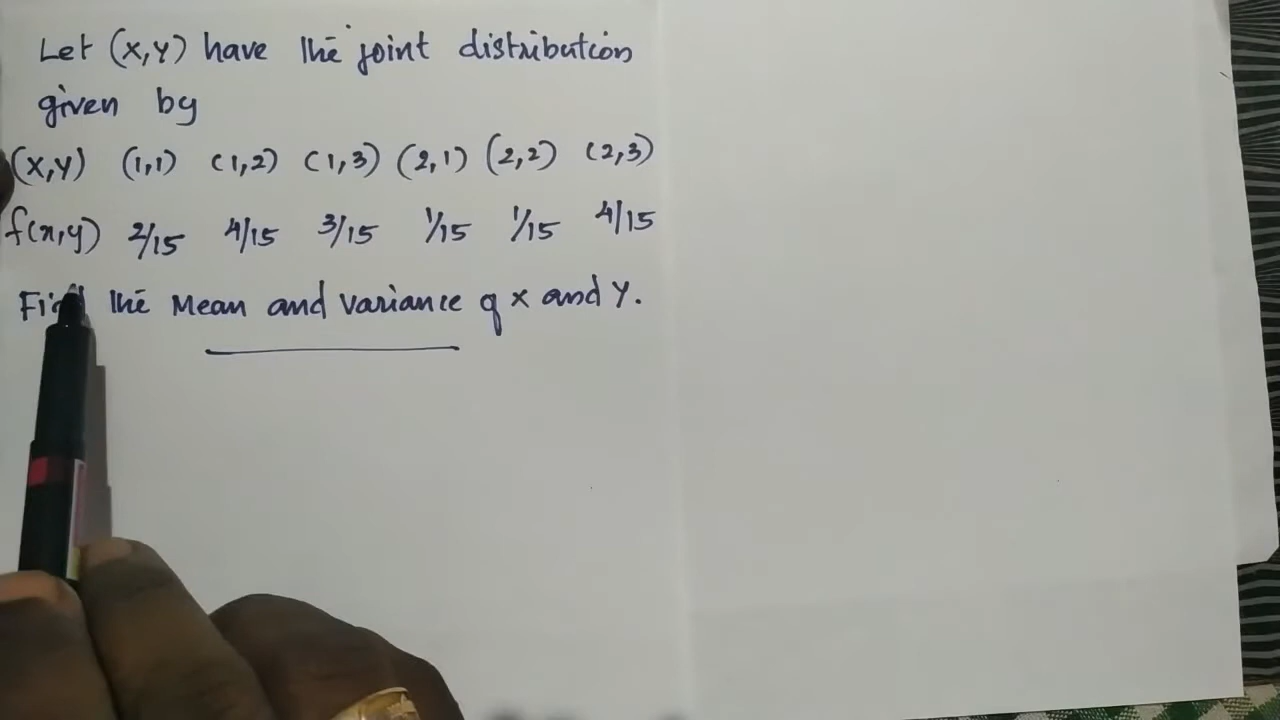 Let (X,Y) have the joint distribution
given by
(X,Y) (1,1) (1,2) (1,3) (2,1) (2,2) (2,3)
f(x,y) 2/15 4/15 3/15 1/15 1/15 4/15
Find the Mean and variance of X and Y.